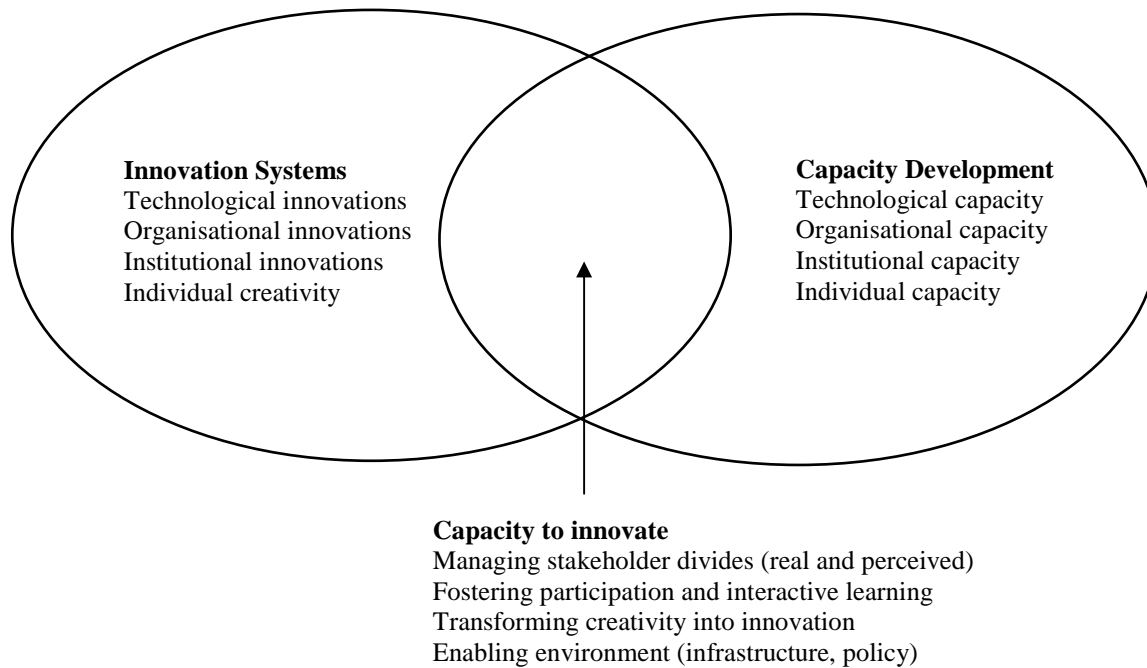 Innovation Systems
Technological innovations
Organisational innovations
Institutional innovations
Individual creativity
Capacity Development
Technological capacity
Organisational capacity
Institutional capacity
Individual capacity
Capacity to innovate
Managing stakeholder divides (real and perceived)
Fostering participation and interactive learning
Transforming creativity into innovation
Enabling environment (infrastructure, policy)